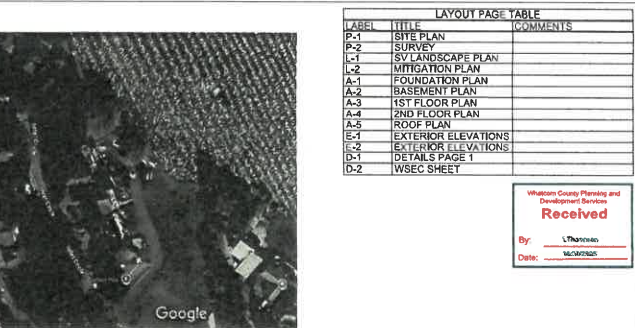 LAYOUT PAGE TABLE
LABEL TITLE COMMENTS
P-1 SITE PLAN
P-2 SURVEY
L-1 SV LANDSCAPE PLAN
L-2 MITIGATION PLAN
A-1 FOUNDATION PLAN
A-2 BASEMENT PLAN
A-3 1ST FLOOR PLAN
A-4 2ND FLOOR PLAN
A-5 ROOF PLAN
E-1 EXTERIOR ELEVATIONS
E-2 EXTERIOR ELEVATIONS
D-1 DETAILS PAGE 1
D-2 WSEC SHEET
Whatcom County Planning and
Development Services
Received
By:
Date:
Google